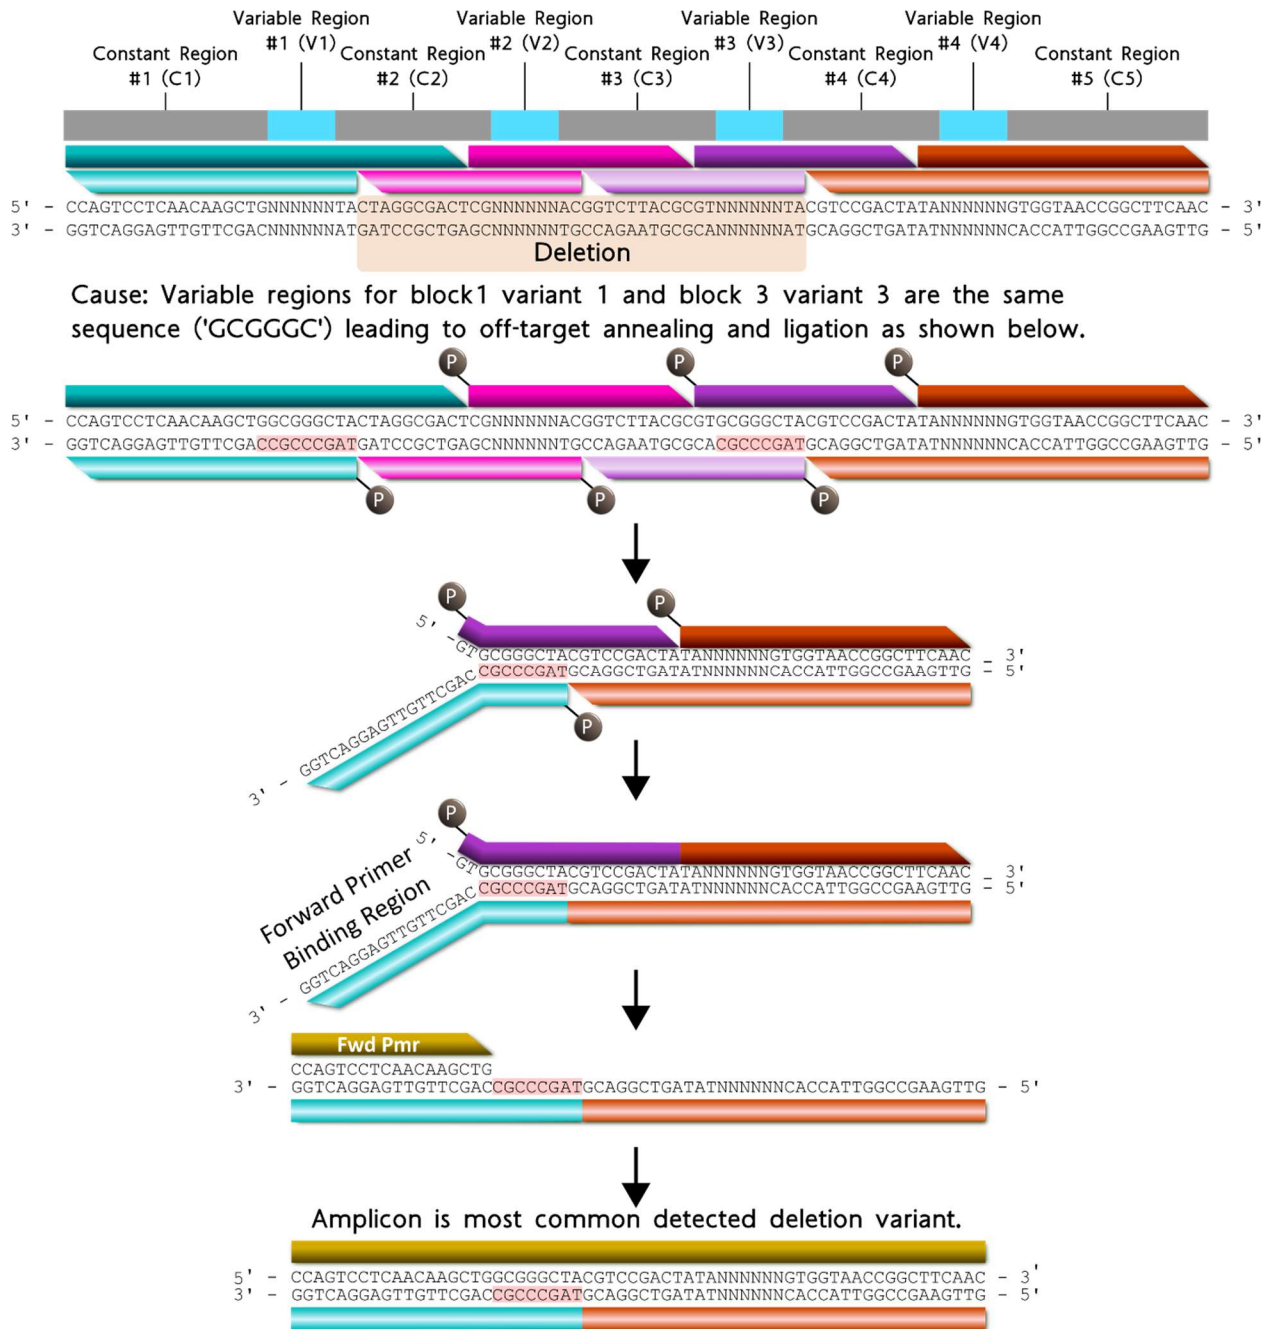 Variable Region
#1 (V1)
Variable Region
#2 (V2)
Variable Region
#3 (V3)
Variable Region
#4 (V4)
Constant Region
#1 (C1)
Constant Region
#2 (C2)
Constant Region
#3 (C3)
Constant Region
#4 (C4)
Constant Region
#5 (C5)
5' - CCAGTCCTCAACAAGCTGNNNNNNTACTAGGCGACTCGNNNNNNACGGTCTTACGCGTNNNNNNTACGTCCGACTATANNNNNNGTGGTAACCGGCTTCAAC - 3'
3' - GGTCAGGAGTTGTTCGACNNNNNNATGATCCGCTGAGCNNNNNNTGCCAGAATGCGCANNNNNNATGCAGGCTGATATNNNNNNCACCATTGGCCGAAGTTG - 5'
Deletion
Cause: Variable regions for block1 variant 1 and block 3 variant 3 are the same
sequence ('GCGGGC') leading to off-target annealing and ligation as shown below.
P
P
P
5' - CCAGTCCTCAACAAGCTGGCGGGCTACTAGGCGACTCGNNNNNNACGGTCTTACGCGTGCGGGCTACGTCCGACTATANNNNNNGTGGTAACCGGCTTCAAC - 3'
3' - GGTCAGGAGTTGTTCGACCGCCCGATGATCCGCTGAGCNNNNNNTGCCAGAATGCGCACGCCCGATGCAGGCTGATATNNNNNNCACCATTGGCCGAAGTTG - 5'
P
P
P
P
P
5' -GTGCGGGCTACGTCCGACTATANNNNNNGTGGTAACCGGCTTCAAC - 3'
3' - GGTCAGGAGTTGTTCGACCGCCCGATGCAGGCTGATATNNNNNNCACCATTGGCCGAAGTTG - 5'
P
P
5' -GTGCGGGCTACGTCCGACTATANNNNNNGTGGTAACCGGCTTCAAC - 3'
Forward Primer
Binding Region
3' - GGTCAGGAGTTGTTCGACCGCCCGATGCAGGCTGATATNNNNNNCACCATTGGCCGAAGTTG - 5'
Fwd Pmr
CCAGTCCTCAACAAGCTG
3' - GGTCAGGAGTTGTTCGACCGCCCGATGCAGGCTGATATNNNNNNCACCATTGGCCGAAGTTG - 5'
Amplicon is most common detected deletion variant.
5' - CCAGTCCTCAACAAGCTGGCGGGCTACGTCCGACTATANNNNNNGTGGTAACCGGCTTCAAC - 3'
3' - GGTCAGGAGTTGTTCGACCGCCCGATGCAGGCTGATATNNNNNNCACCATTGGCCGAAGTTG - 5'